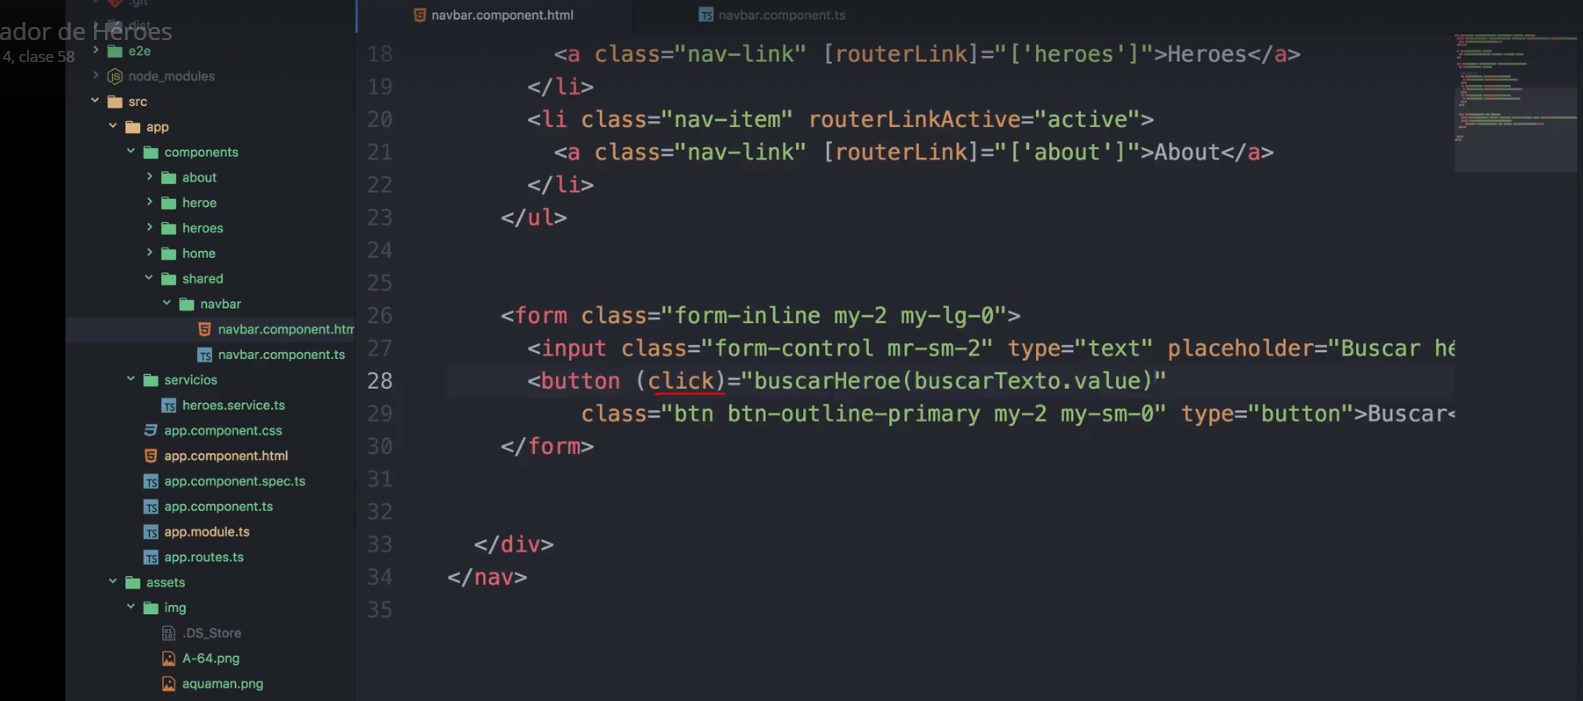 ador de Héroes
4, clase 58
.git
dist
e2e
node_modules
src
app
components
about
heroe
heroes
home
shared
navbar
navbar.component.htm
navbar.component.ts
servicios
heroes.service.ts
app.component.css
app.component.html
app.component.spec.ts
app.component.ts
app.module.ts
app.routes.ts
assets
img
.DS_Store
A-64.png
aquaman.png
navbar.component.html
navbar.component.ts
18 <a class="nav-link" [routerLink]="['heroes']">Heroes</a>
19 </li>
20 <li class="nav-item" routerLinkActive="active">
21 <a class="nav-link" [routerLink]="['about']">About</a>
22 </li>
23 </ul>
24
25
26 <form class="form-inline my-2 my-lg-0">
27 <input class="form-control mr-sm-2" type="text" placeholder="Buscar hé
28 <button (click)="buscarHeroe(buscarTexto.value)"
29 class="btn btn-outline-primary my-2 my-sm-0" type="button">Buscar<
30 </form>
31
32
33 </div>
34 </nav>
35